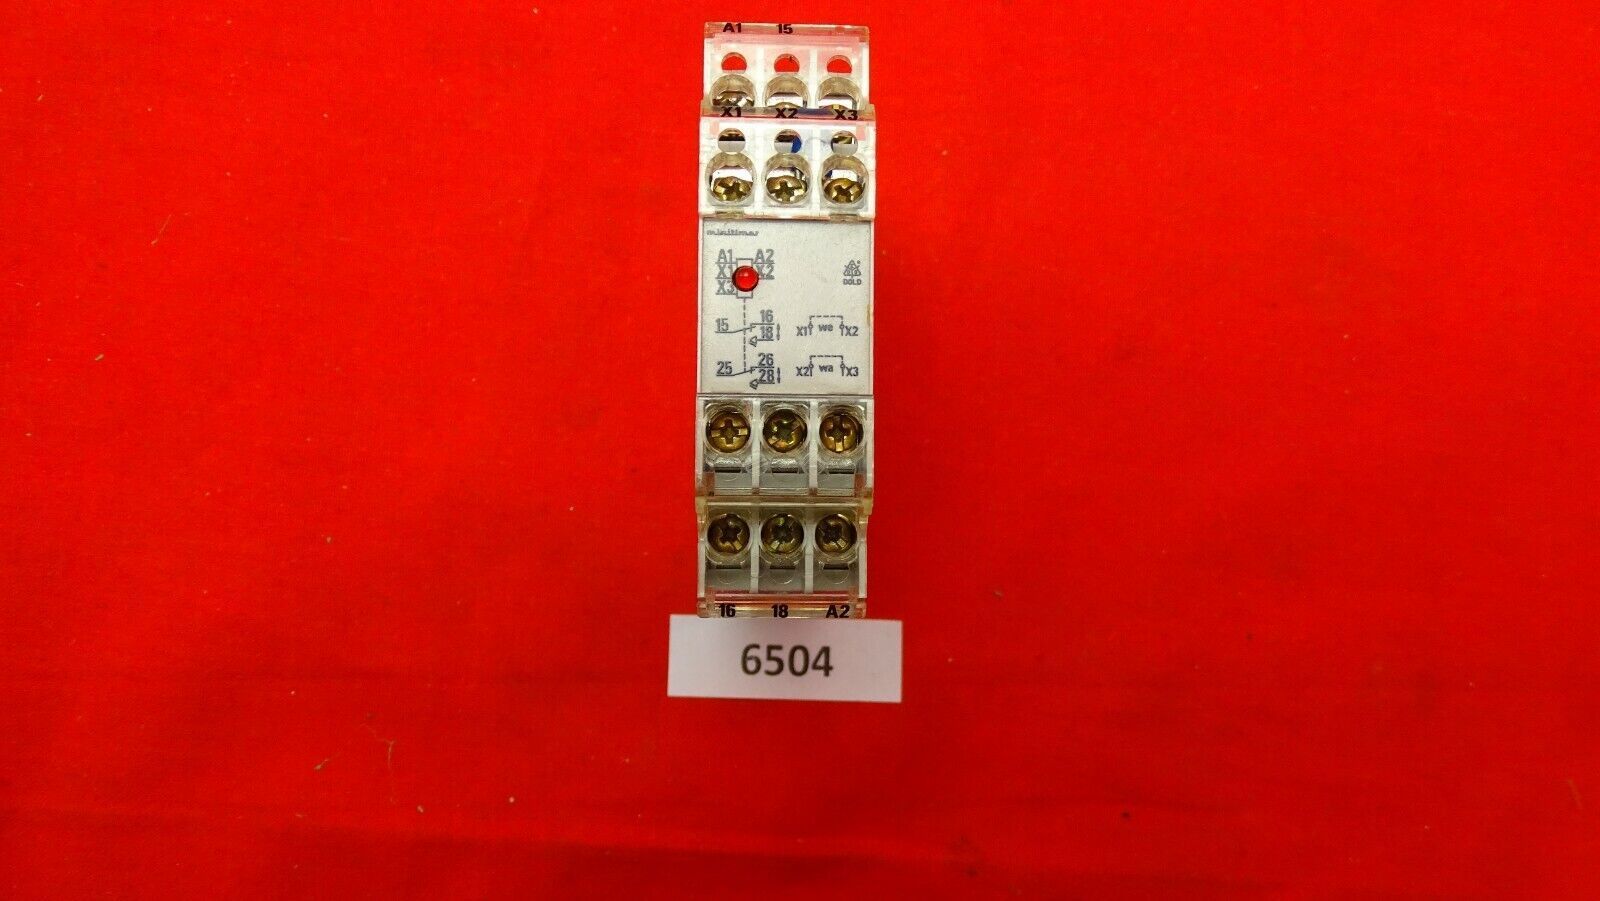 A1 15
X1 X2 X3
minitimer
A1 A2
X1 X2
X3
DOLD
15 16
18
X1 we X2
25 26
28
X2 wa X3
16 18 A2
6504